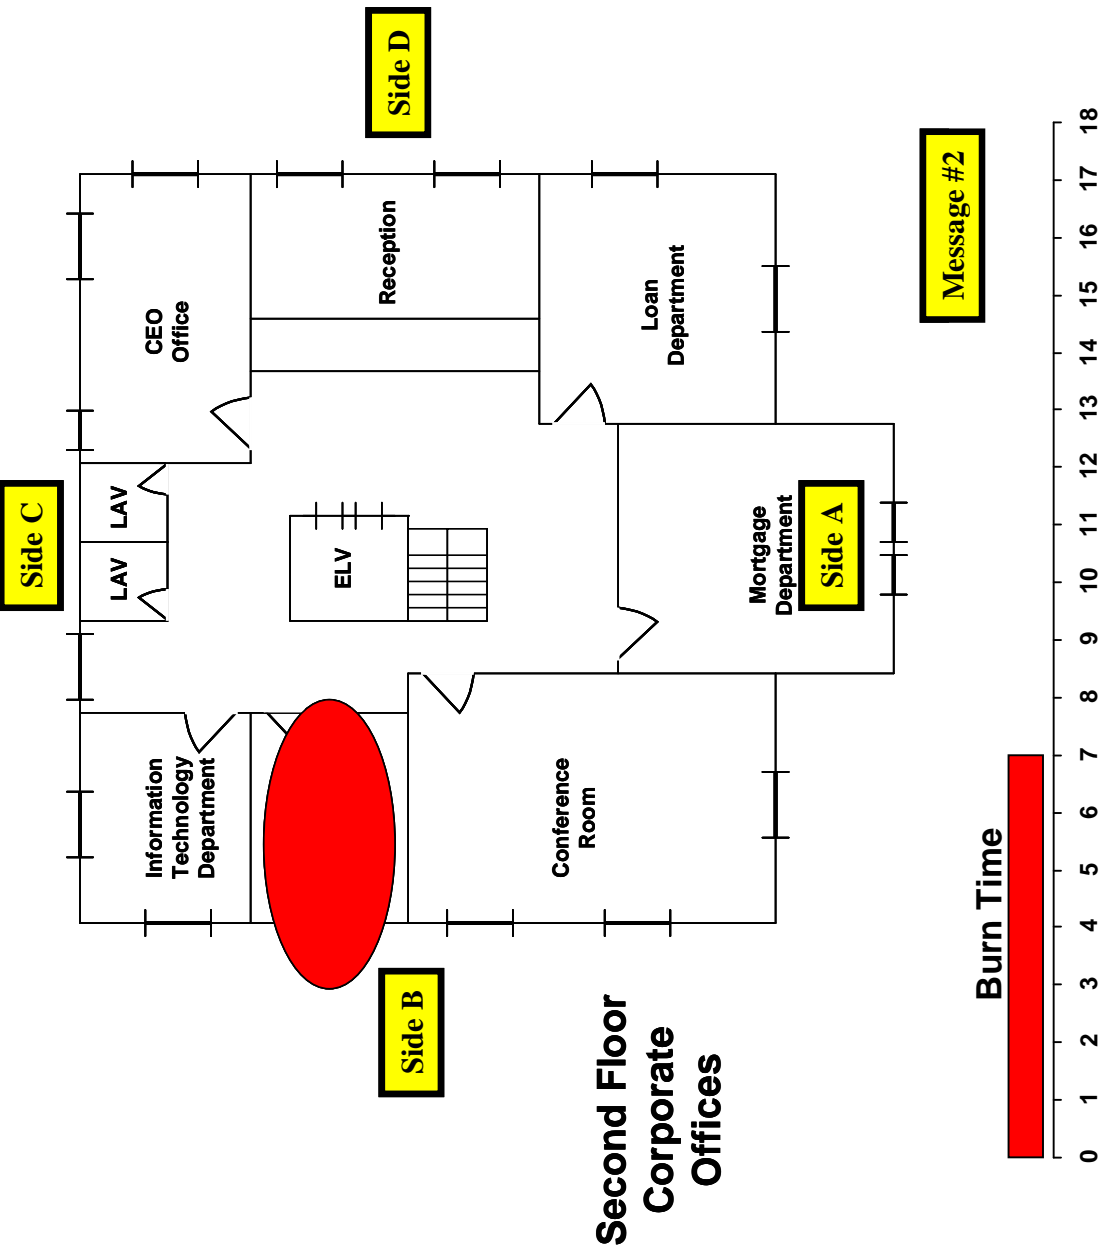 Second Floor
Corporate
Offices
Side B
Side C
Side D
Side A
Information
Technology
Department
LAV
LAV
CEO
Office
ELV
Reception
Conference
Room
Mortgage
Department
Loan
Department
Message #2
Burn Time
0 1 2 3 4 5 6 7 8 9 10 11 12 13 14 15 16 17 18